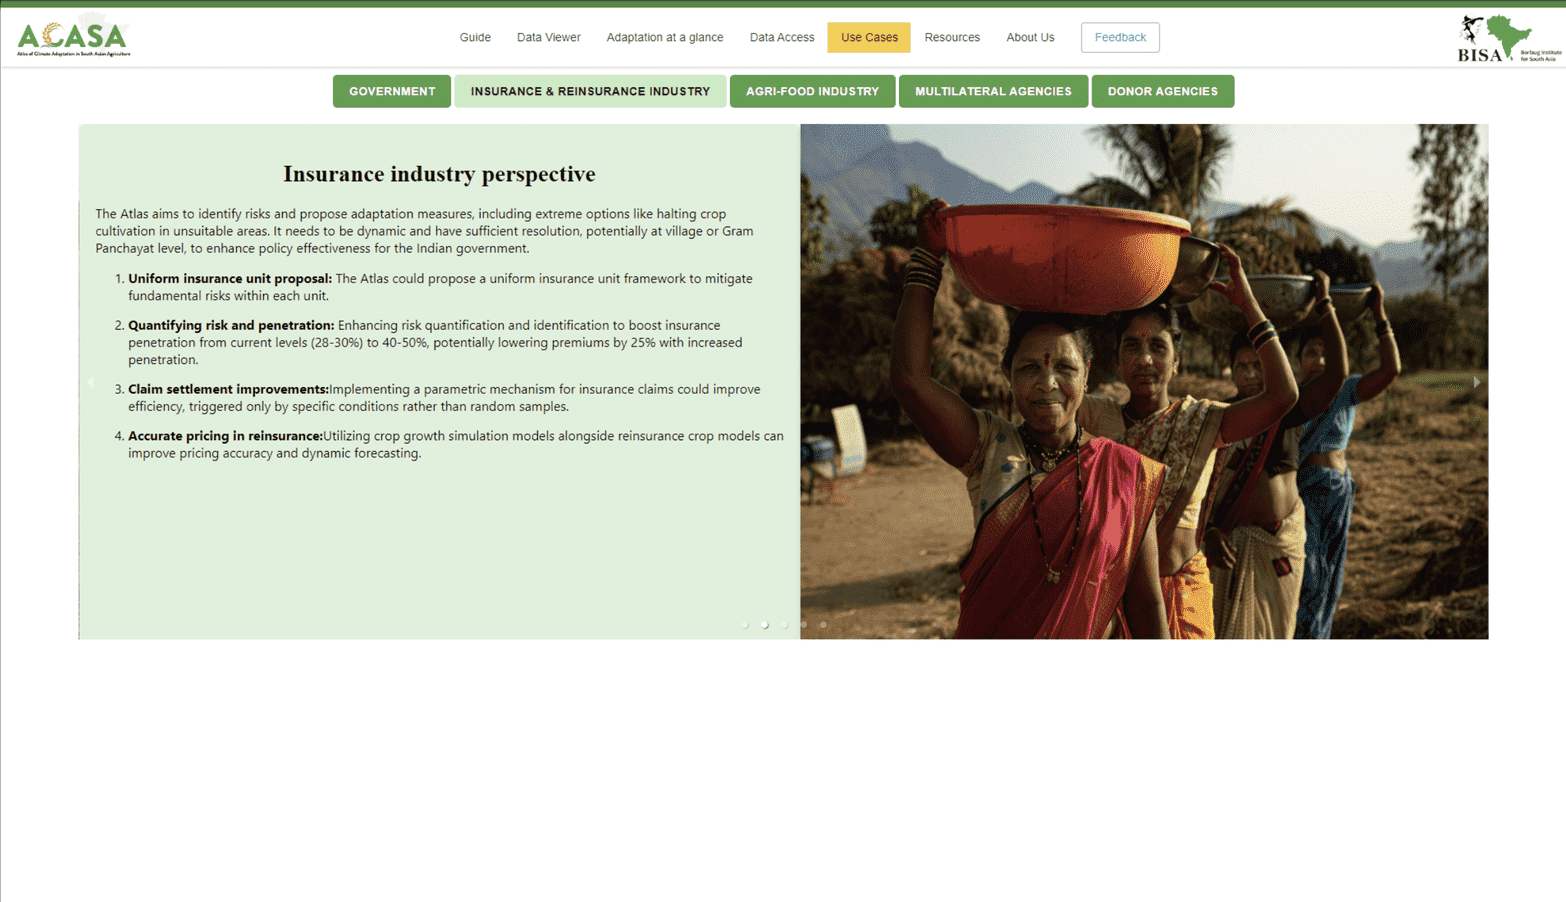 ACASA
Atlas of Climate Adaptation in South Asian Agriculture
Guide
Data Viewer
Adaptation at a glance
Data Access
Use Cases
Resources
About Us
Feedback
BISA
Borlaug Institute
for South Asia
GOVERNMENT
INSURANCE & REINSURANCE INDUSTRY
AGRI-FOOD INDUSTRY
MULTILATERAL AGENCIES
DONOR AGENCIES
Insurance industry perspective
The Atlas aims to identify risks and propose adaptation measures, including extreme options like halting crop
cultivation in unsuitable areas. It needs to be dynamic and have sufficient resolution, potentially at village or Gram
Panchayat level, to enhance policy effectiveness for the Indian government.
1. Uniform insurance unit proposal: The Atlas could propose a uniform insurance unit framework to mitigate
fundamental risks within each unit.
2. Quantifying risk and penetration: Enhancing risk quantification and identification to boost insurance
penetration from current levels (28-30%) to 40-50%, potentially lowering premiums by 25% with increased
penetration.
3. Claim settlement improvements:Implementing a parametric mechanism for insurance claims could improve
efficiency, triggered only by specific conditions rather than random samples.
4. Accurate pricing in reinsurance:Utilizing crop growth simulation models alongside reinsurance crop models can
improve pricing accuracy and dynamic forecasting.